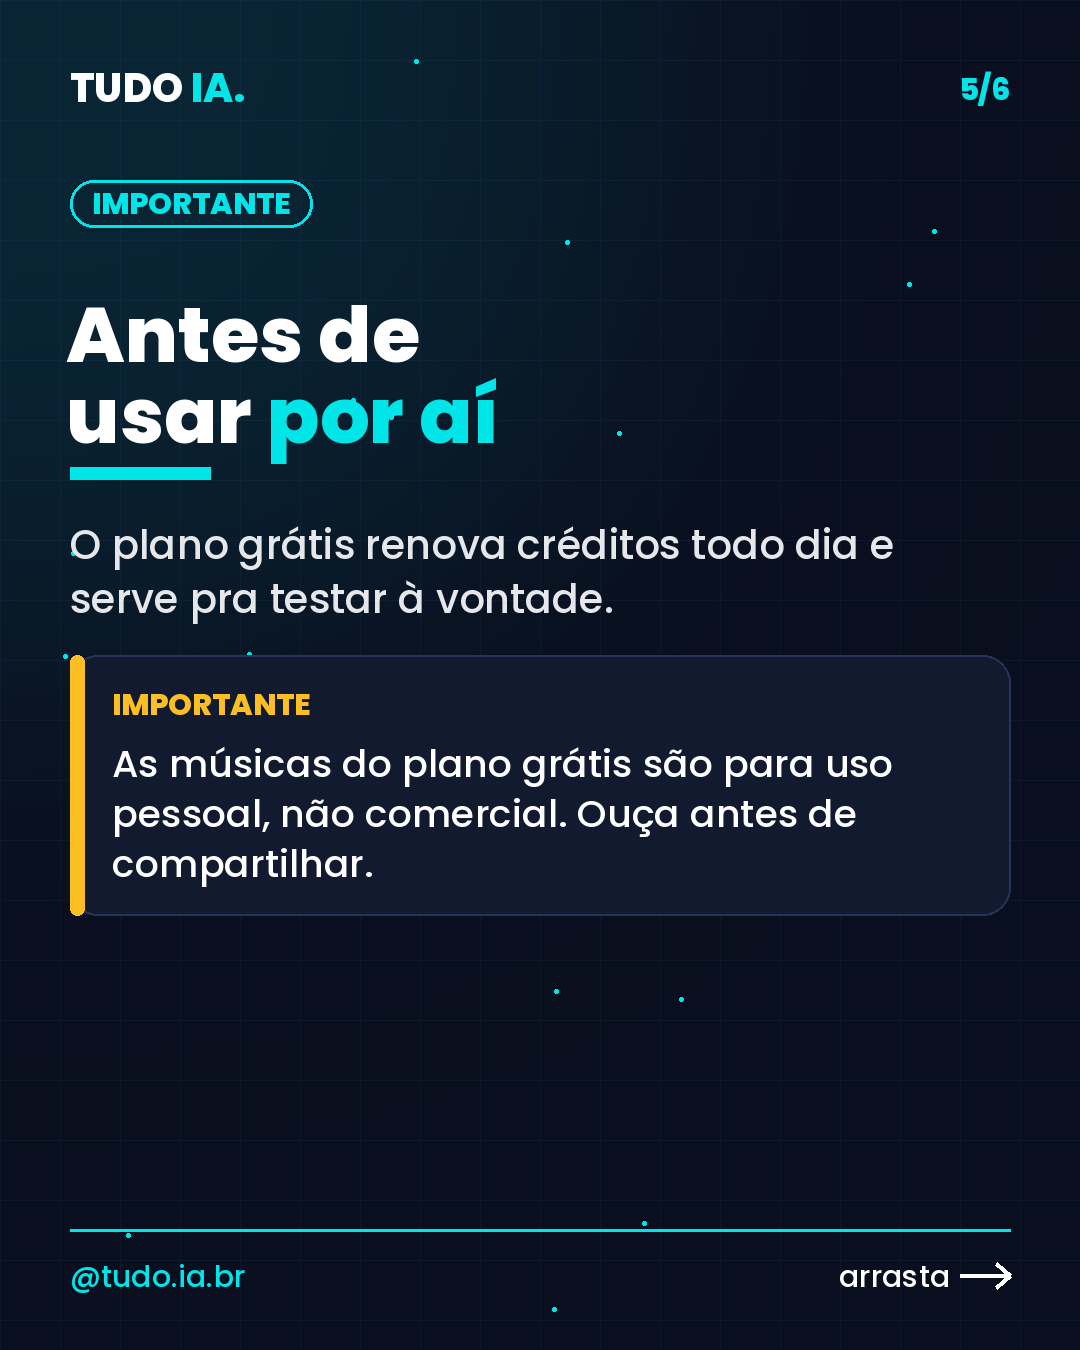 TUDO IA.
5/6
IMPORTANTE
Antes de
usar por aí
O plano grátis renova créditos todo dia e
serve pra testar à vontade.
IMPORTANTE
As músicas do plano grátis são para uso
pessoal, não comercial. Ouça antes de
compartilhar.
@tudo.ia.br
arrasta